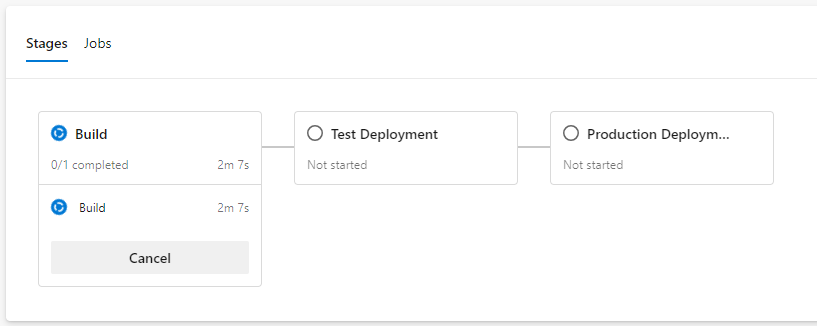 Stages Jobs
Build
0/1 completed 2m 7s
Build 2m 7s
Cancel
Test Deployment
Not started
Production Deploym...
Not started